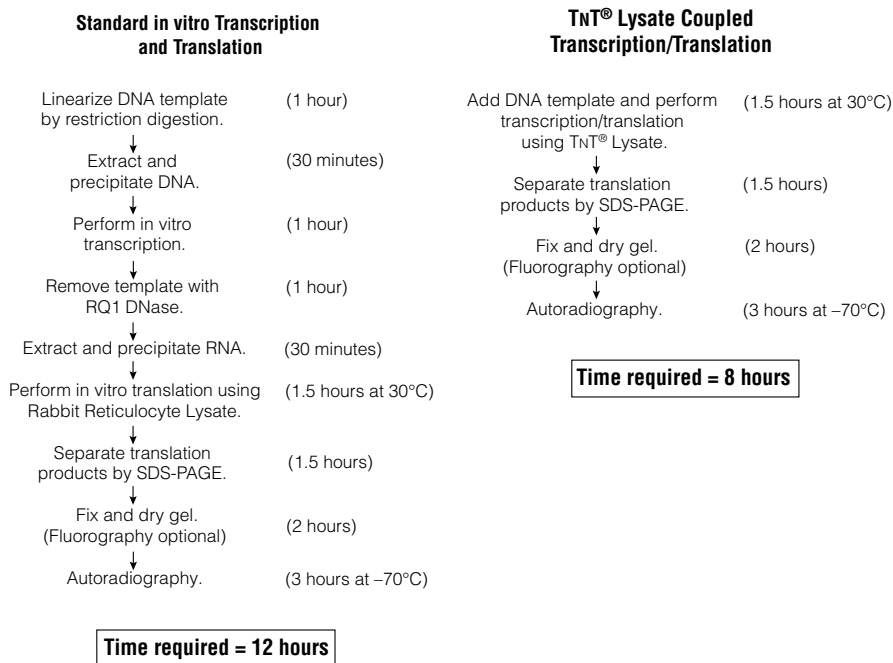 Standard in vitro Transcription
and Translation
Linearize DNA template
by restriction digestion.
(1 hour)
Extract and
precipitate DNA.
(30 minutes)
Perform in vitro
transcription.
(1 hour)
Remove template with
RQ1 DNase.
(1 hour)
Extract and precipitate RNA.
(30 minutes)
Perform in vitro translation using
Rabbit Reticulocyte Lysate.
(1.5 hours at 30°C)
Separate translation
products by SDS-PAGE.
(1.5 hours)
Fix and dry gel.
(Fluorography optional)
(2 hours)
Autoradiography.
(3 hours at –70°C)
Time required = 12 hours
TNT® Lysate Coupled
Transcription/Translation
Add DNA template and perform
transcription/translation
using TNT® Lysate.
(1.5 hours at 30°C)
Separate translation
products by SDS-PAGE.
(1.5 hours)
Fix and dry gel.
(Fluorography optional)
(2 hours)
Autoradiography.
(3 hours at –70°C)
Time required = 8 hours